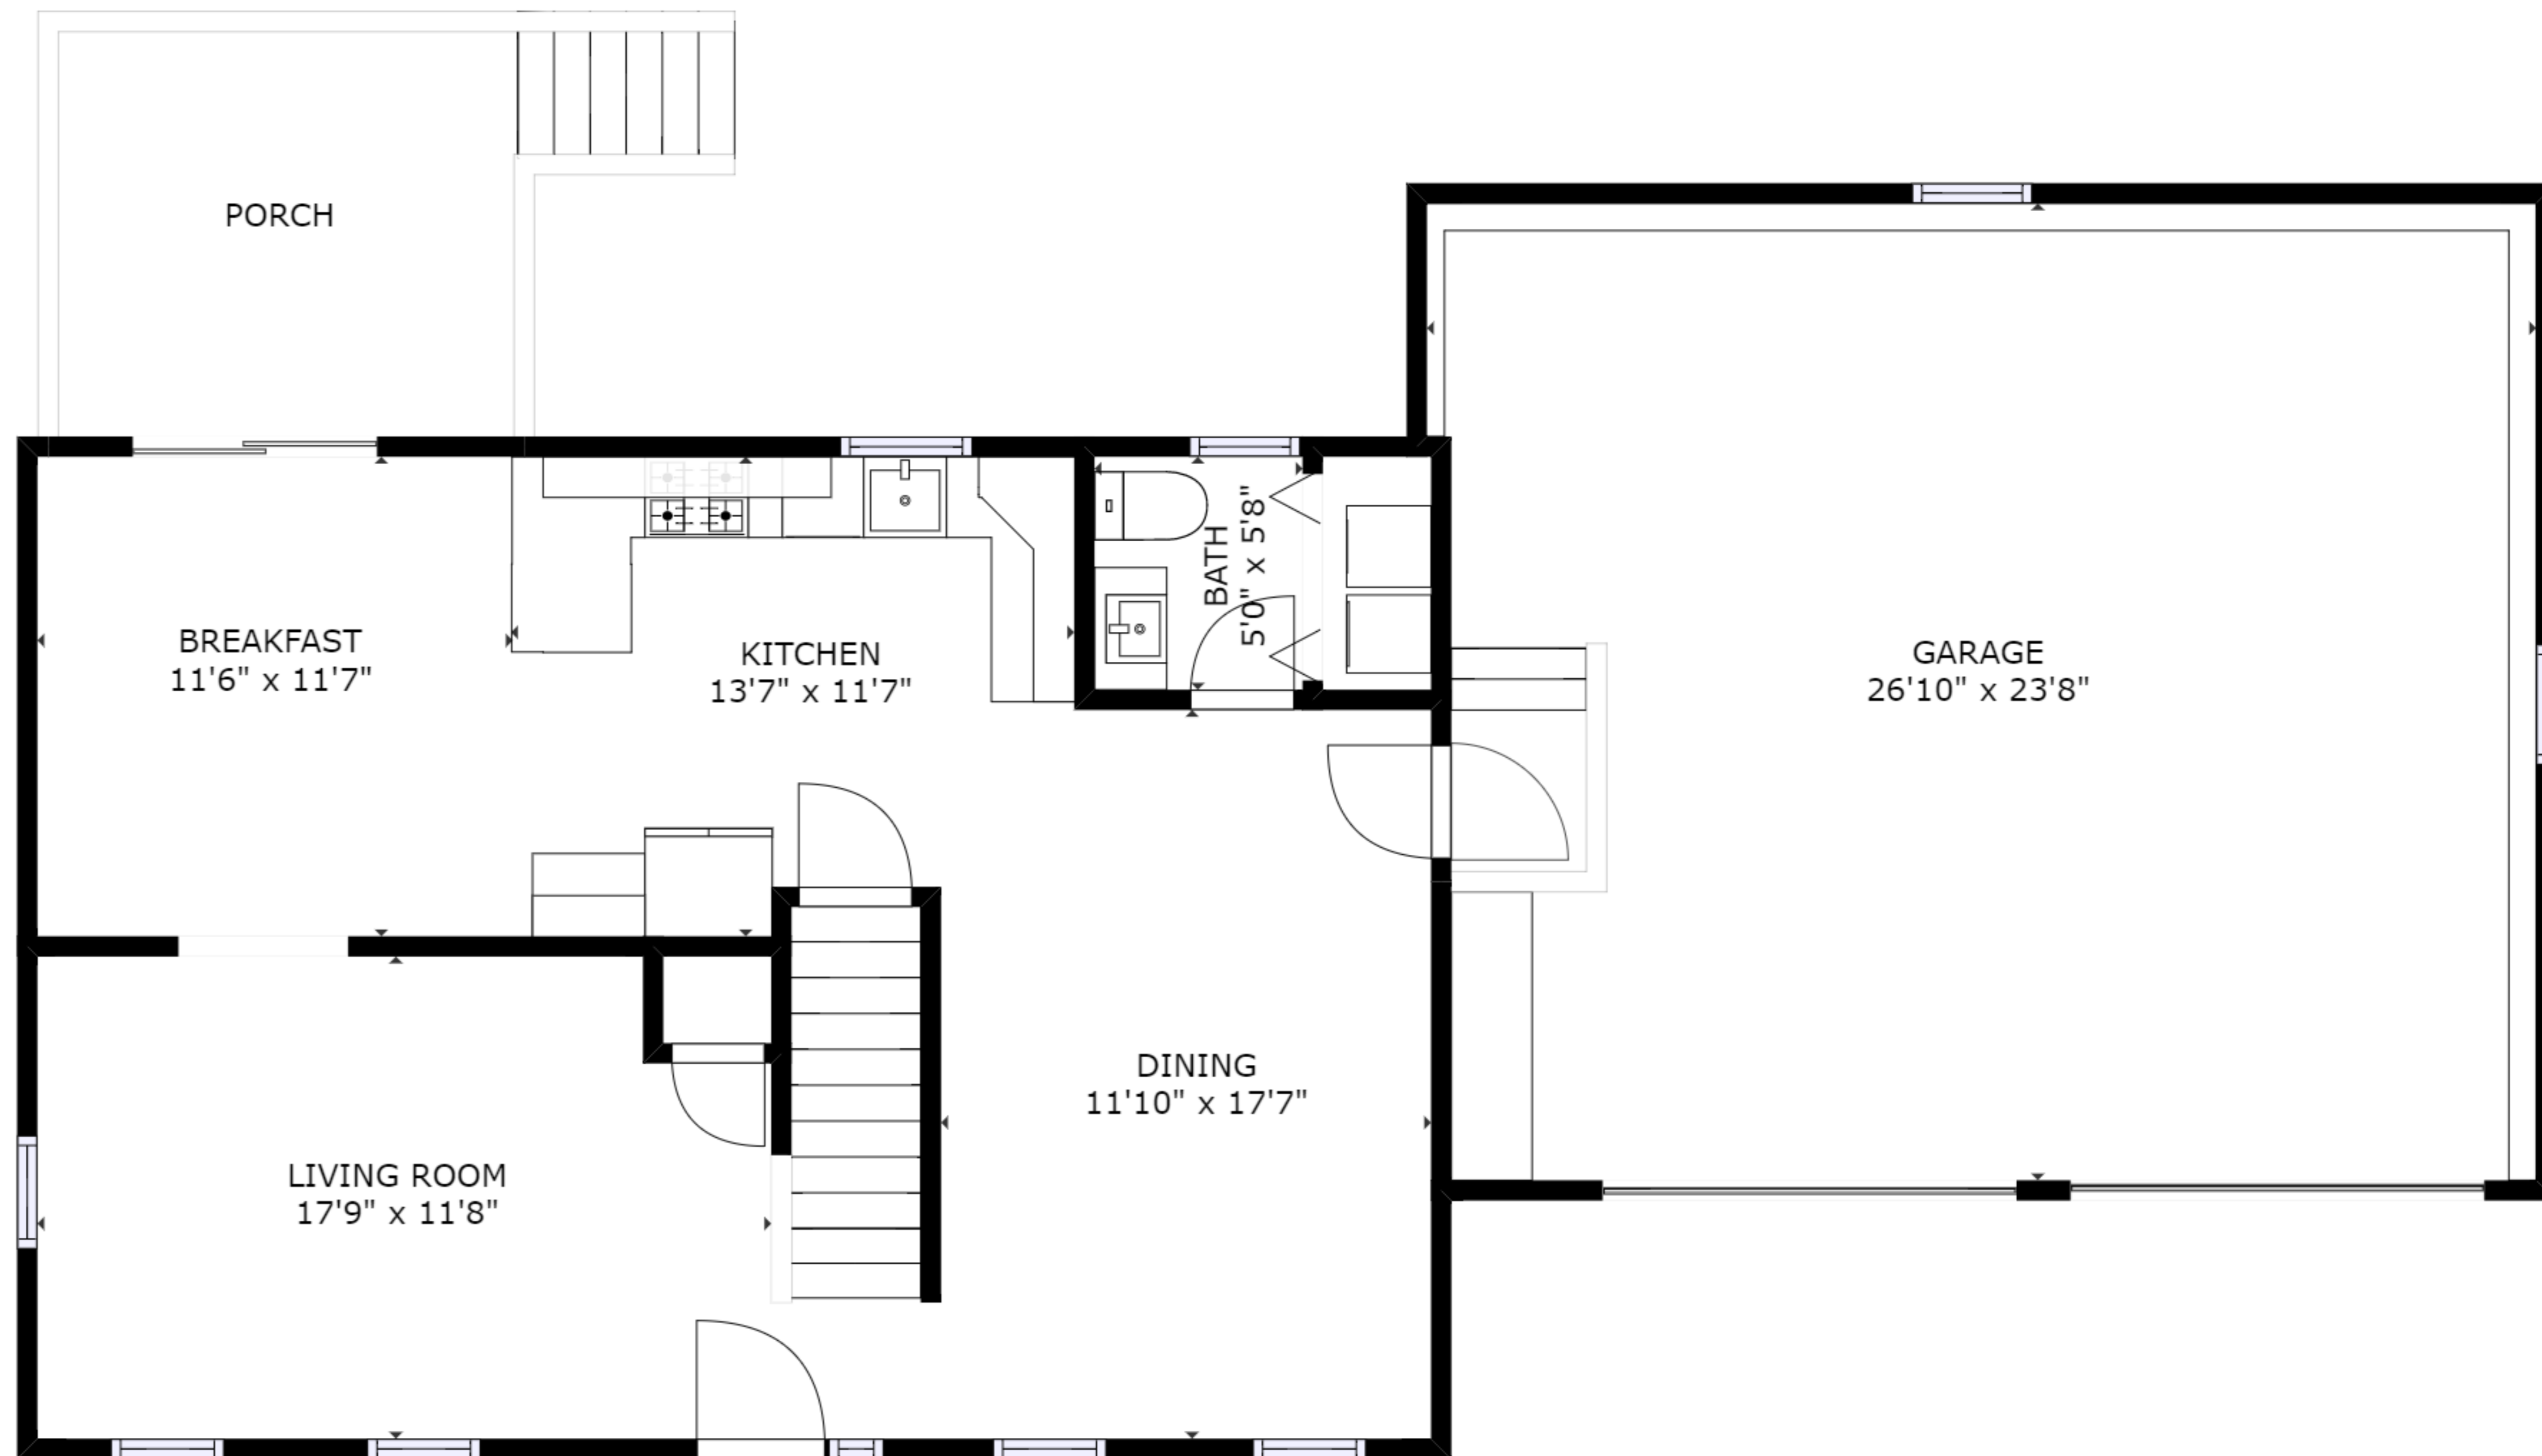 PORCH
BREAKFAST
11'6" x 11'7"
KITCHEN
13'7" x 11'7"
BATH
5'0" x 5'8"
GARAGE
26'10" x 23'8"
DINING
11'10" x 17'7"
LIVING ROOM
17'9" x 11'8"